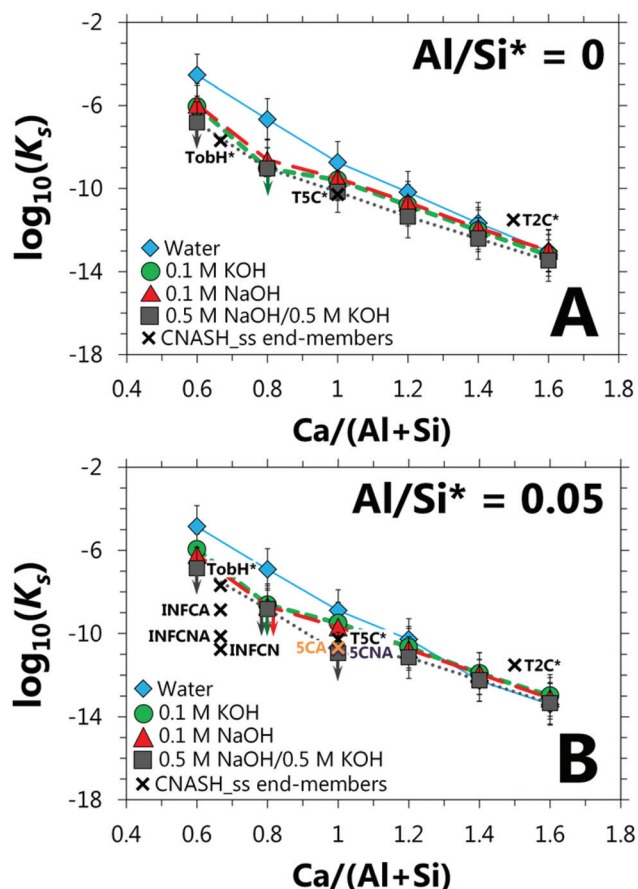 -2
Al/Si* = 0
-6
TobH*
-10
T5C*
T2C*
log₁₀(Kₛ)
Water
0.1 M KOH
-14
0.1 M NaOH
0.5 M NaOH/0.5 M KOH
CNASH_ss end-members
A
-18
0.4 0.6 0.8 1 1.2 1.4 1.6 1.8
Ca/(Al+Si)
-2
Al/Si* = 0.05
-6
TobH*
INFCA
-10
INFCNA
T5C*
INFCN
5CA
5CNA
T2C*
log₁₀(Kₛ)
Water
0.1 M KOH
-14
0.1 M NaOH
0.5 M NaOH/0.5 M KOH
CNASH_ss end-members
B
-18
0.4 0.6 0.8 1 1.2 1.4 1.6 1.8
Ca/(Al+Si)